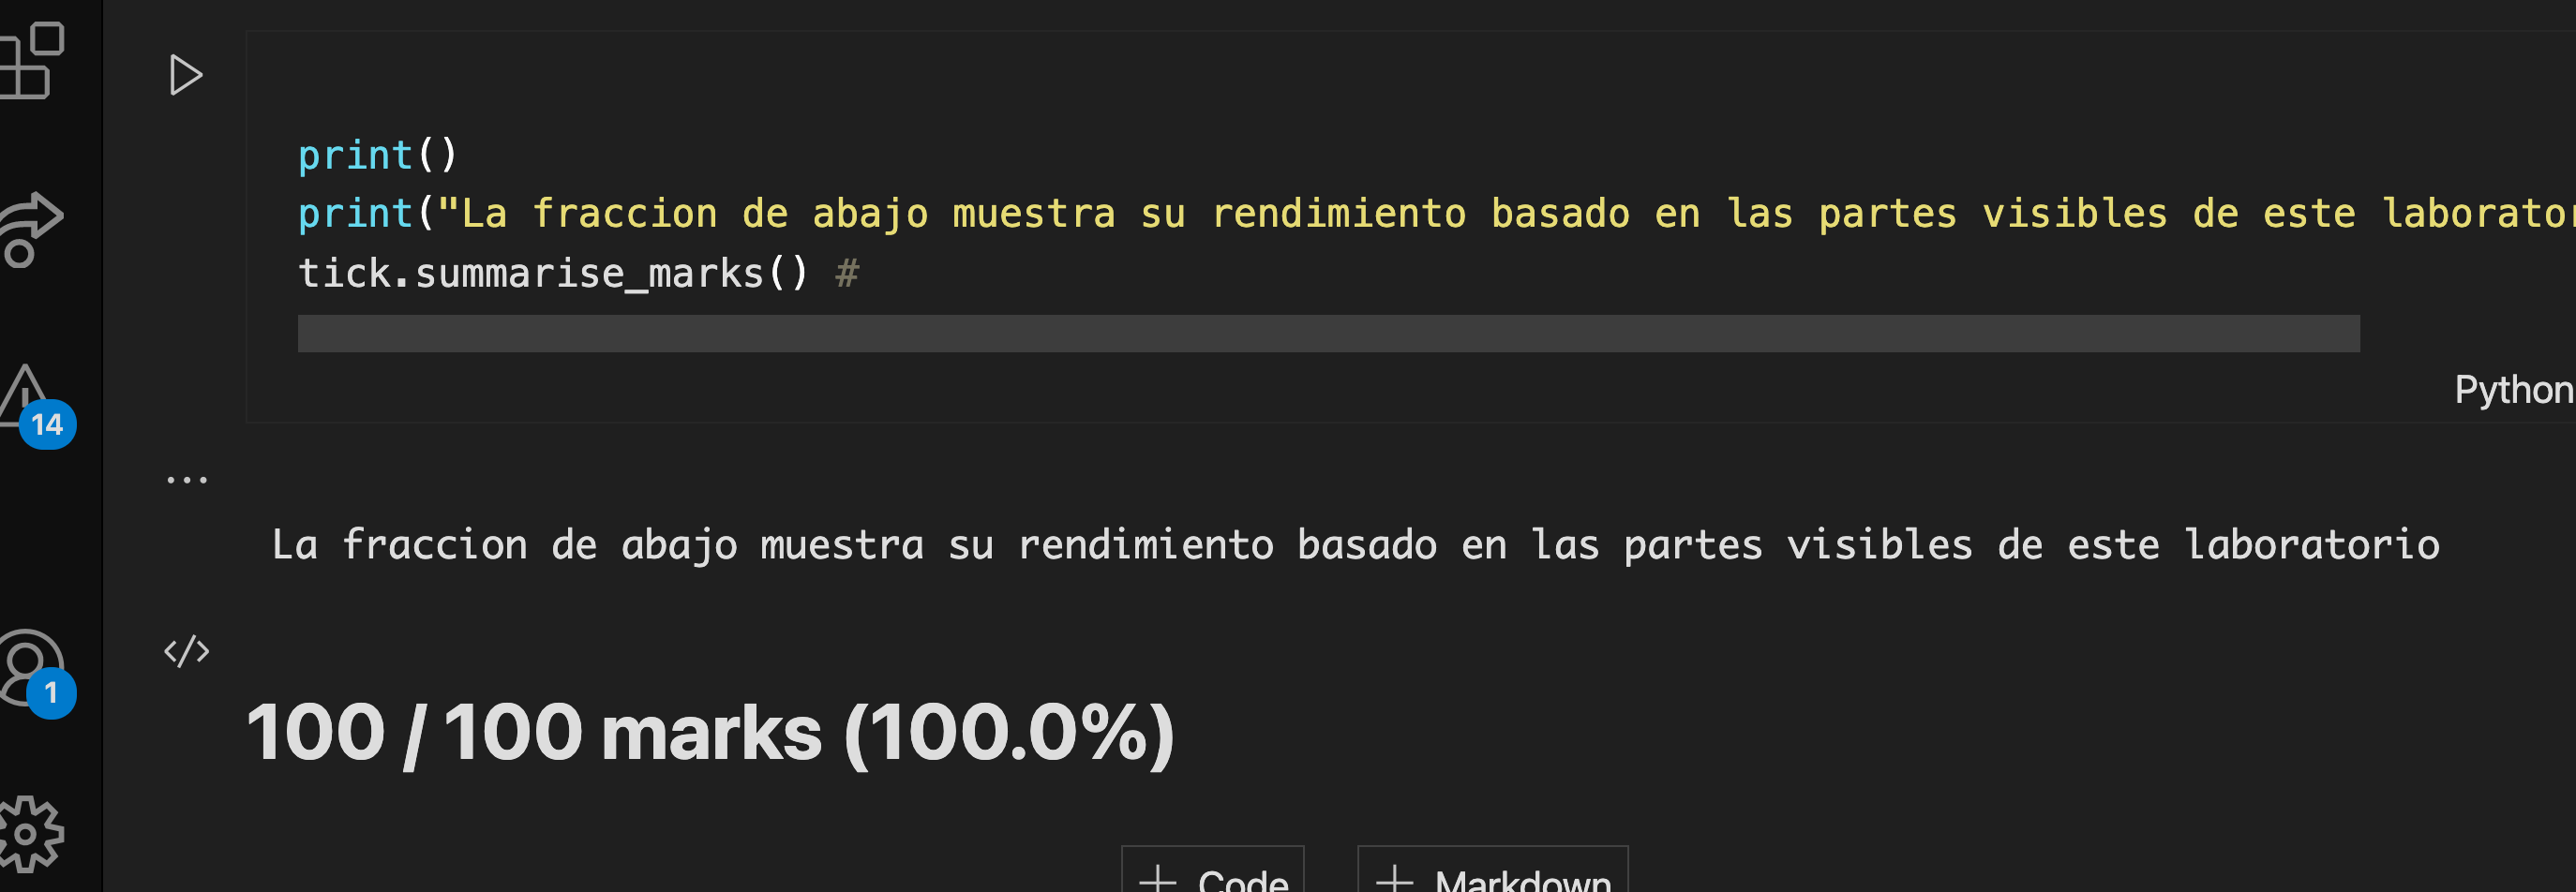 print()
print("La fraccion de abajo muestra su rendimiento basado en las partes visibles de este laborator
tick.summarise_marks() #
Python
14
...
La fraccion de abajo muestra su rendimiento basado en las partes visibles de este laboratorio
1
100 / 100 marks (100.0%)
+ Code
+ Markdown